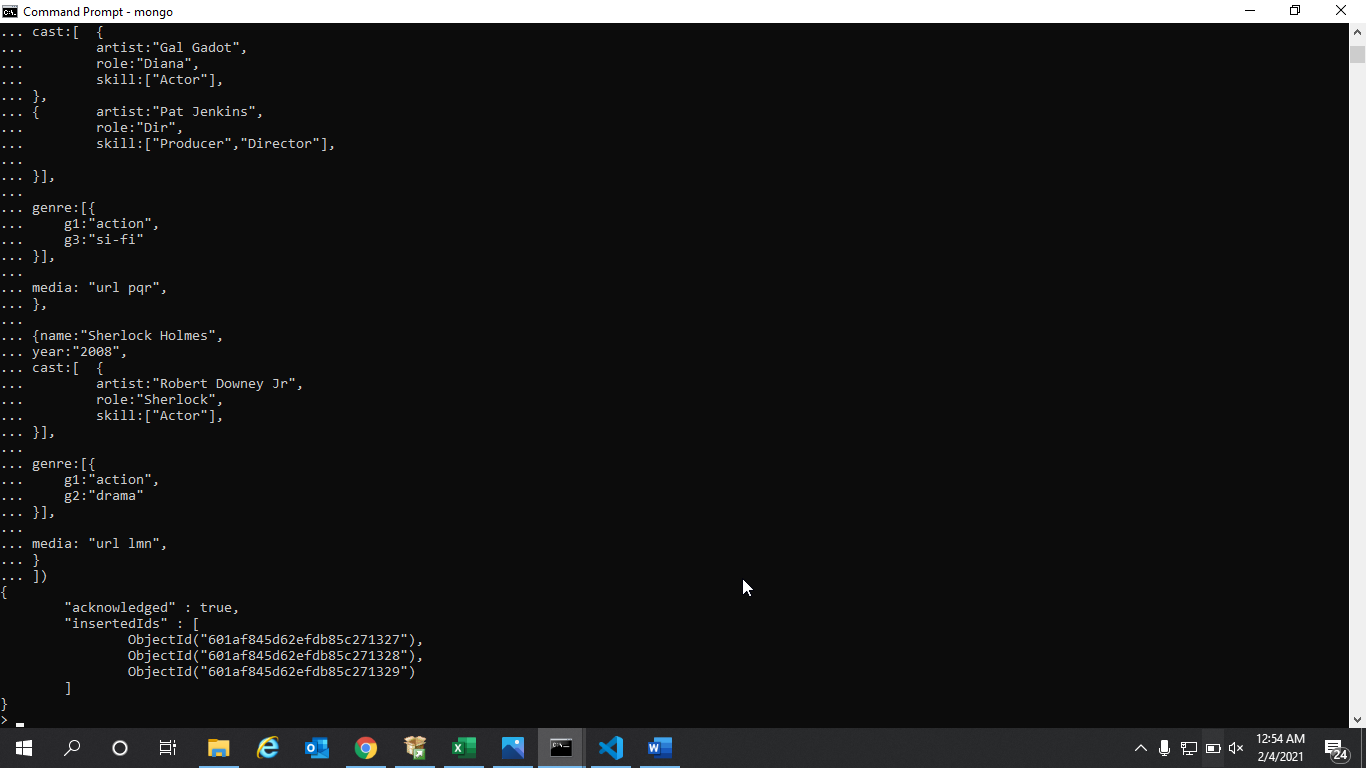 Command Prompt - mongo
... cast:[  {
...         artist:"Gal Gadot",
...         role:"Diana",
...         skill:["Actor"],
... },
... {       artist:"Pat Jenkins",
...         role:"Dir",
...         skill:["Producer","Director"],
...
... }],
...
... genre:[{
...     g1:"action",
...     g3:"si-fi"
... }],
...
... media: "url pqr",
... },
...
... {name:"Sherlock Holmes",
... year:"2008",
... cast:[  {
...         artist:"Robert Downey Jr",
...         role:"Sherlock",
...         skill:["Actor"],
... }],
...
... genre:[{
...     g1:"action",
...     g2:"drama"
... }],
...
... media: "url lmn",
... }
... ])
{
        "acknowledged" : true,
        "insertedIds" : [
                ObjectId("601af845d62efdb85c271327"),
                ObjectId("601af845d62efdb85c271328"),
                ObjectId("601af845d62efdb85c271329")
        ]
}
>
12:54 AM
2/4/2021
24